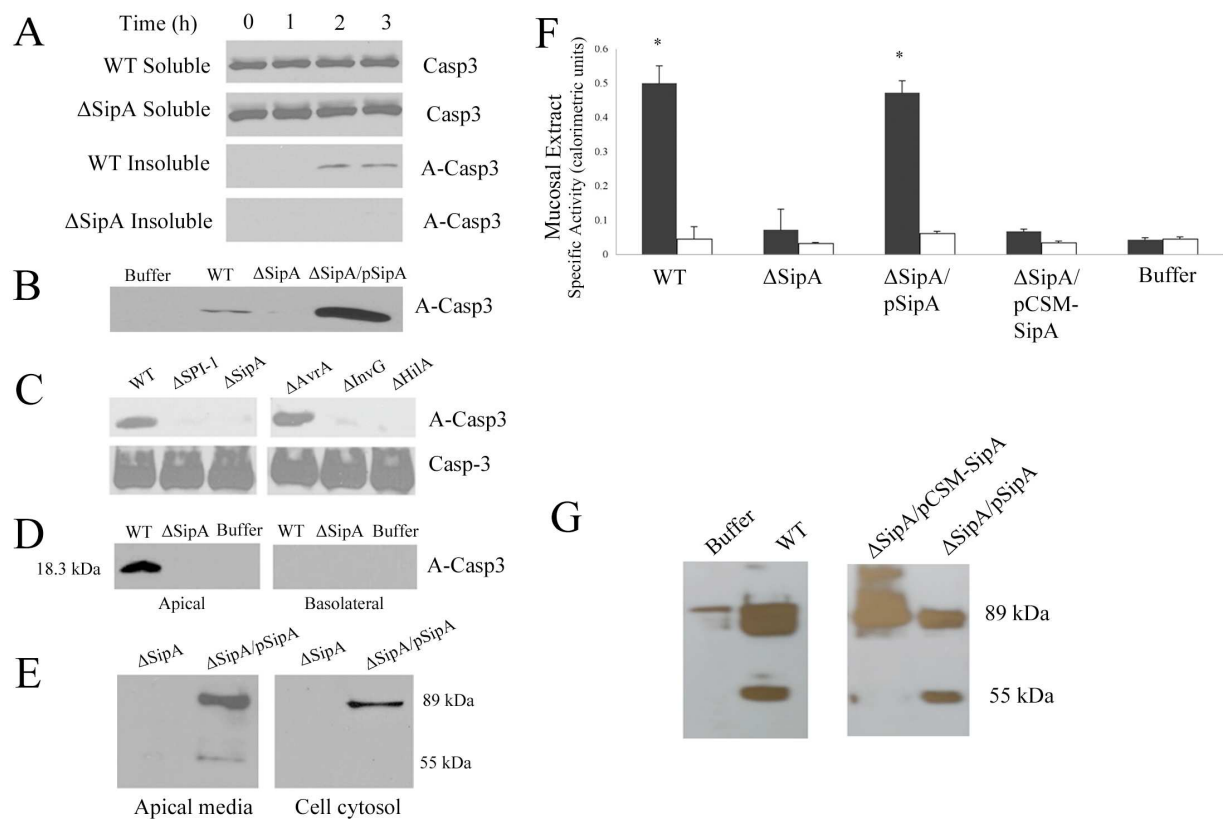 A
Time (h) 0 1 2 3
WT Soluble Casp3
ΔSipA Soluble Casp3
WT Insoluble A-Casp3
ΔSipA Insoluble A-Casp3
B
Buffer WT ΔSipA ΔSipA/pSipA
A-Casp3
C
WT ΔSPI-1 ΔSipA ΔAvrA ΔInvG ΔHilA
A-Casp3
Casp-3
D
WT ΔSipA Buffer WT ΔSipA Buffer
18.3 kDa A-Casp3
Apical Basolateral
E
ΔSipA ΔSipA/pSipA ΔSipA ΔSipA/pSipA
89 kDa
55 kDa
Apical media Cell cytosol
F
Mucosal Extract
Specific Activity (calorimetric units)
0.6
0.5
0.4
0.3
0.2
0.1
0
* *
WT ΔSipA ΔSipA/ ΔSipA/ Buffer
pSipA pCSM-
SipA
G
Buffer WT ΔSipA/pCSM-SipA ΔSipA/pSipA
89 kDa
55 kDa